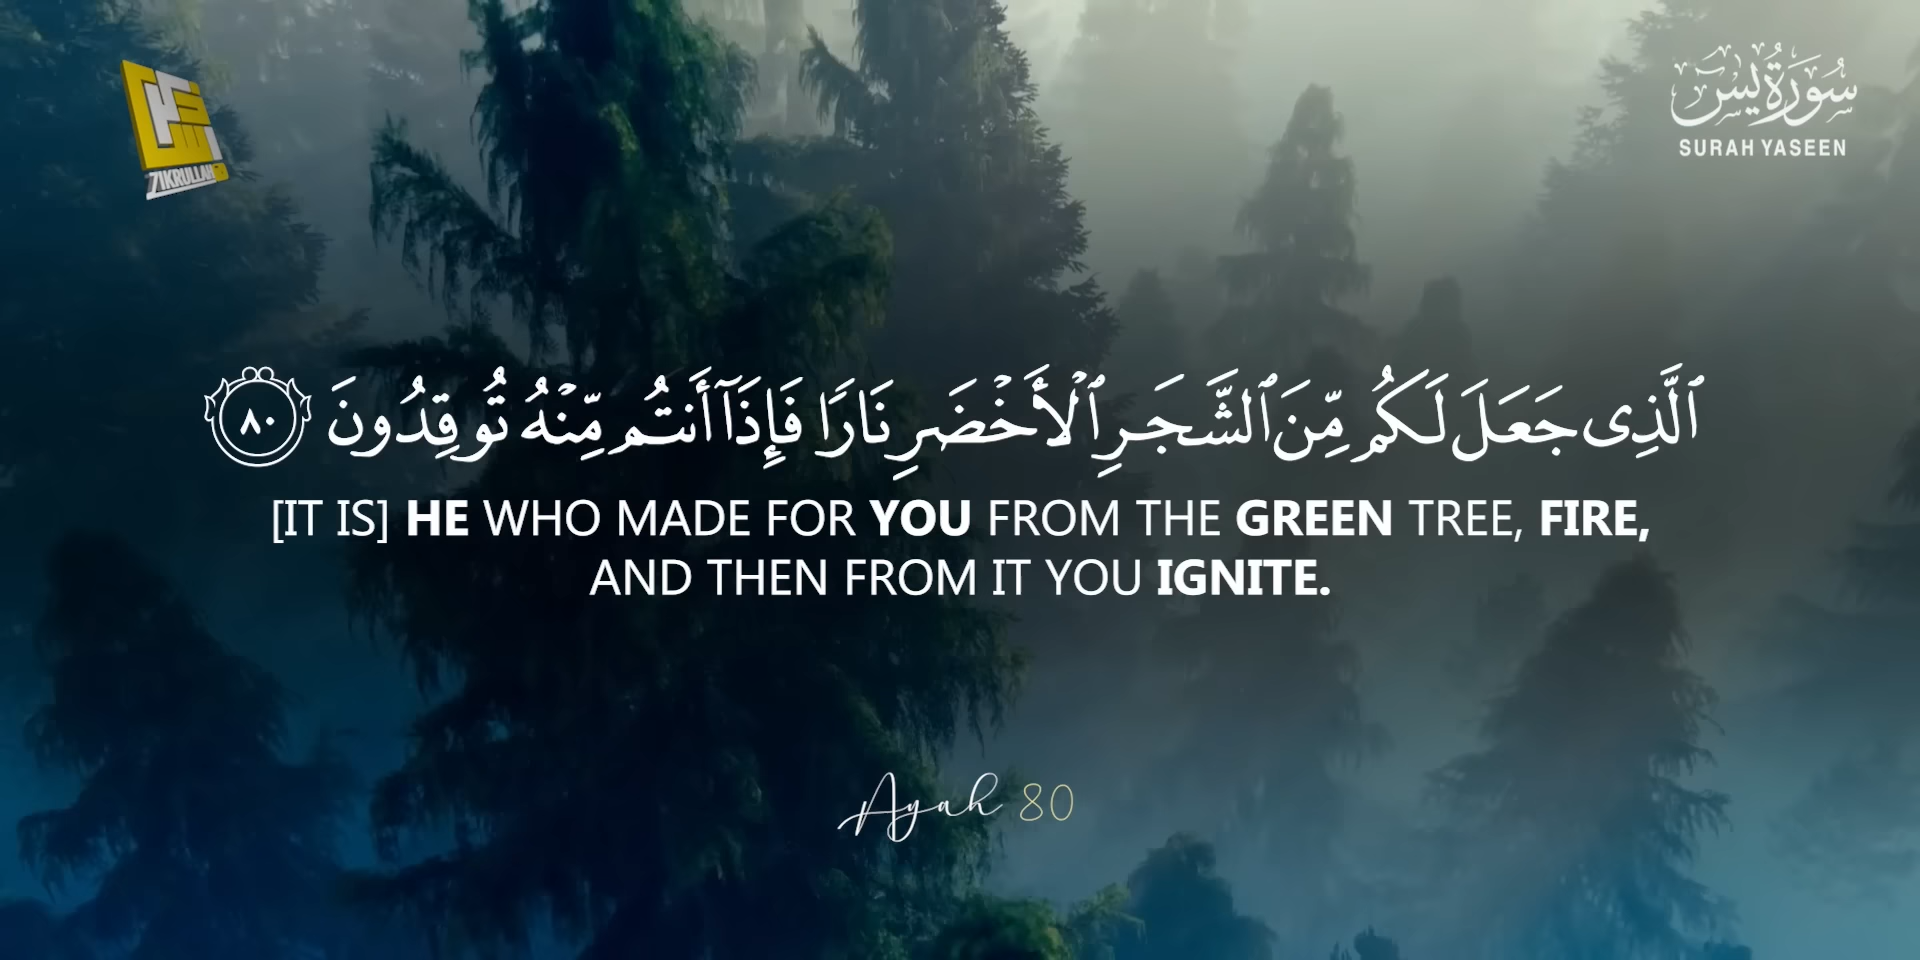 سُورَةُ يسٓ
SURAH YASEEN
ZIKRULLAH
ٱلَّذِى جَعَلَ لَكُم مِّنَ ٱلشَّجَرِ ٱلْأَخْضَرِ نَارًا فَإِذَآ أَنتُم مِّنْهُ تُوقِدُونَ ٨٠
[IT IS] HE WHO MADE FOR YOU FROM THE GREEN TREE, FIRE,
AND THEN FROM IT YOU IGNITE.
Ayah 80